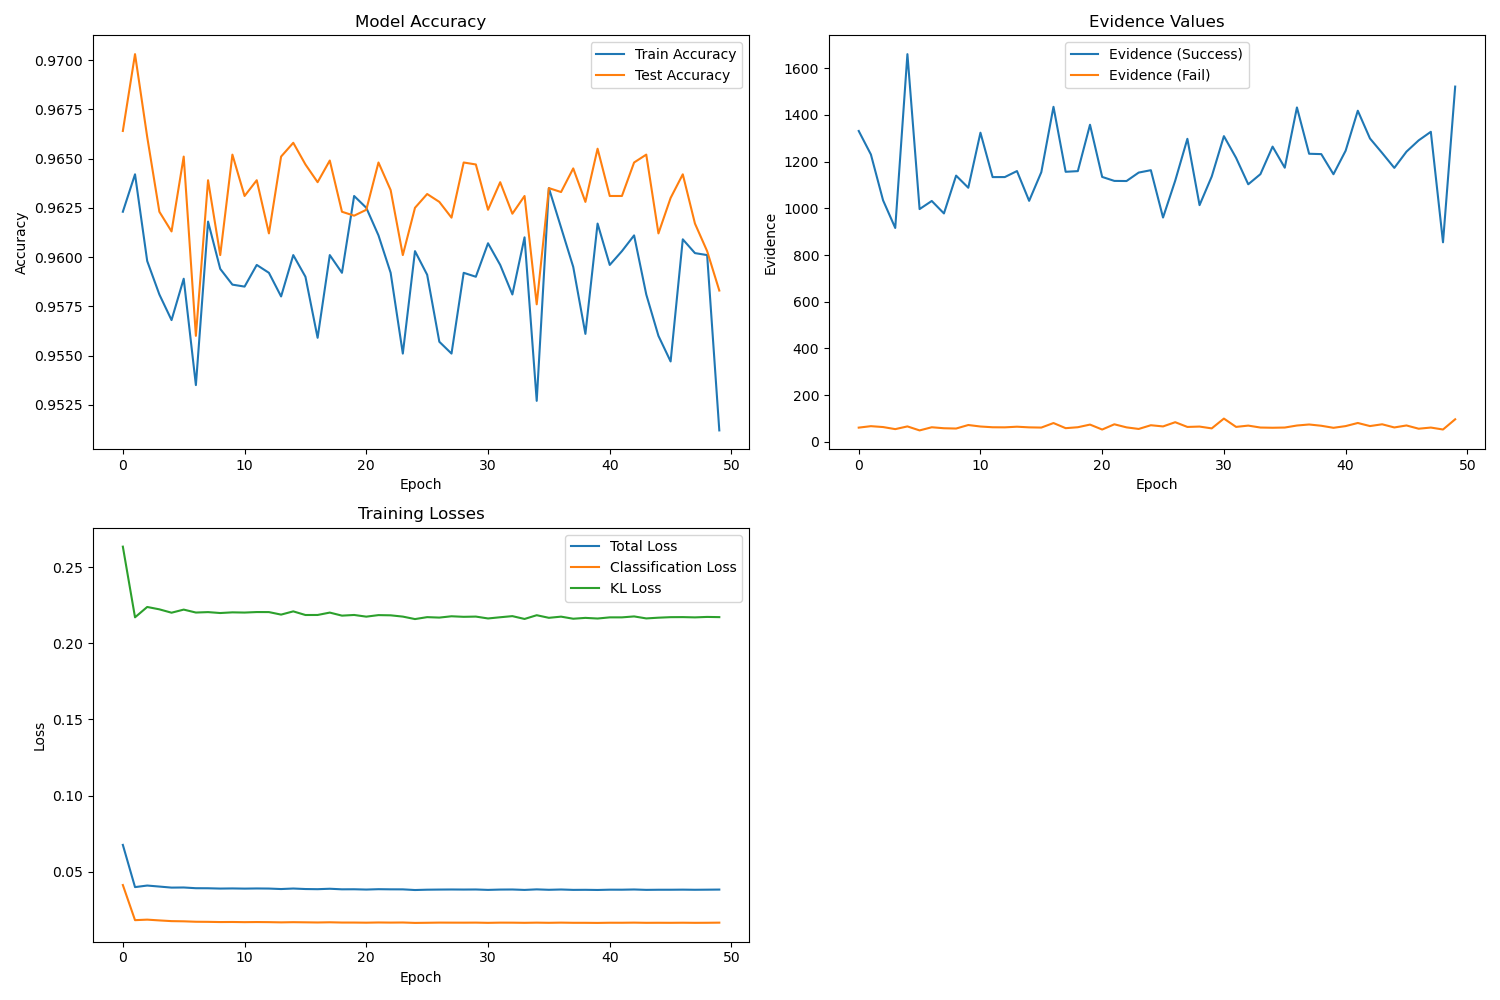 Model Accuracy
Train Accuracy
Test Accuracy
0.9700
0.9675
0.9650
0.9625
0.9600
0.9575
0.9550
0.9525
Accuracy
0 10 20 30 40 50
Epoch
Evidence Values
Evidence (Success)
Evidence (Fail)
1600
1400
1200
1000
800
600
400
200
0
Evidence
0 10 20 30 40 50
Epoch
Training Losses
Total Loss
Classification Loss
KL Loss
0.25
0.20
0.15
0.10
0.05
Loss
0 10 20 30 40 50
Epoch